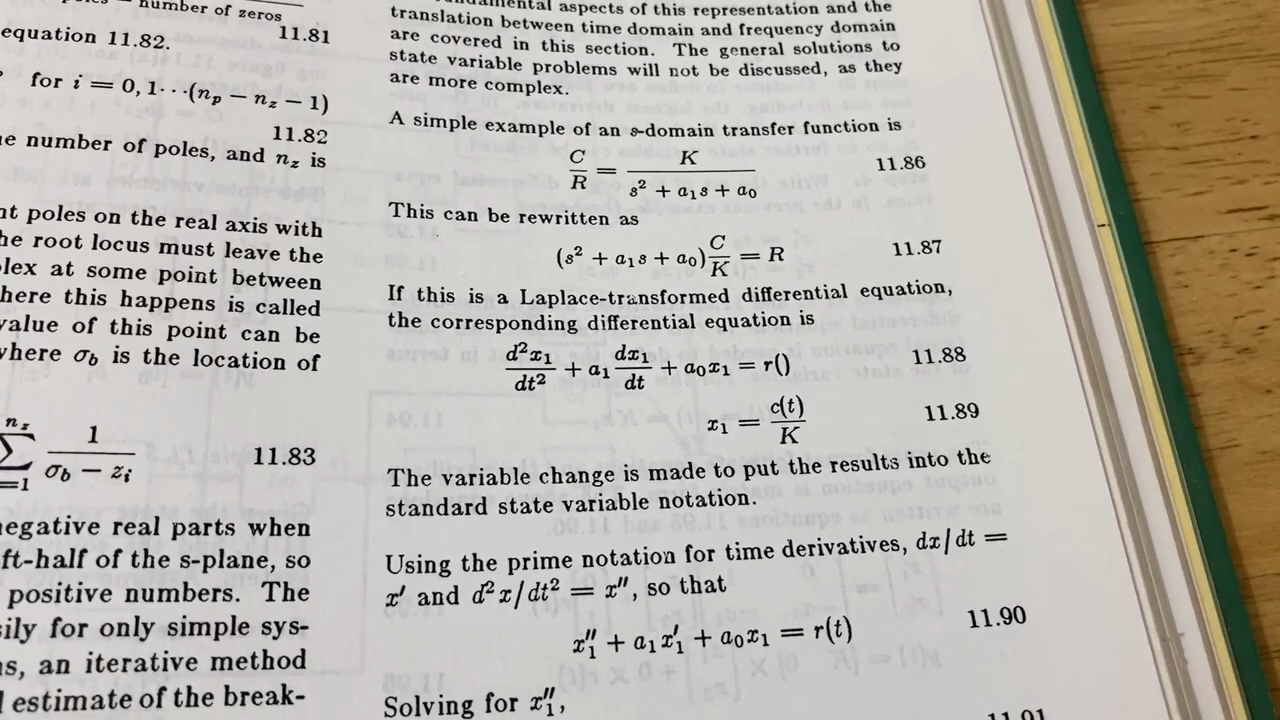 number of zeros
11.81
equation 11.82.
for i = 0, 1···(n_p − n_z − 1)
11.82
number of poles, and n_z is
poles on the real axis with
root locus must leave the
at some point between
here this happens is called
value of this point can be
where σ_b is the location of
n_z
∑ 1/(σ_b − z_i) 11.83
=1
negative real parts when
ft-half of the s-plane, so
positive numbers. The
for only simple sys-
an iterative method
estimate of the break-
aspects of this representation and the
translation between time domain and frequency domain
are covered in this section. The general solutions to
state variable problems will not be discussed, as they
are more complex.
A simple example of an s-domain transfer function is
C/R = K/(s² + a₁s + a₀) 11.86
This can be rewritten as
(s² + a₁s + a₀) C/K = R 11.87
If this is a Laplace-transformed differential equation,
the corresponding differential equation is
d²x₁/dt² + a₁ dx₁/dt + a₀x₁ = r() 11.88
x₁ = c(t)/K 11.89
The variable change is made to put the results into the
standard state variable notation.
Using the prime notation for time derivatives, dx/dt =
x′ and d²x/dt² = x″, so that
x₁″ + a₁x₁′ + a₀x₁ = r(t) 11.90
Solving for x₁″,
11.91